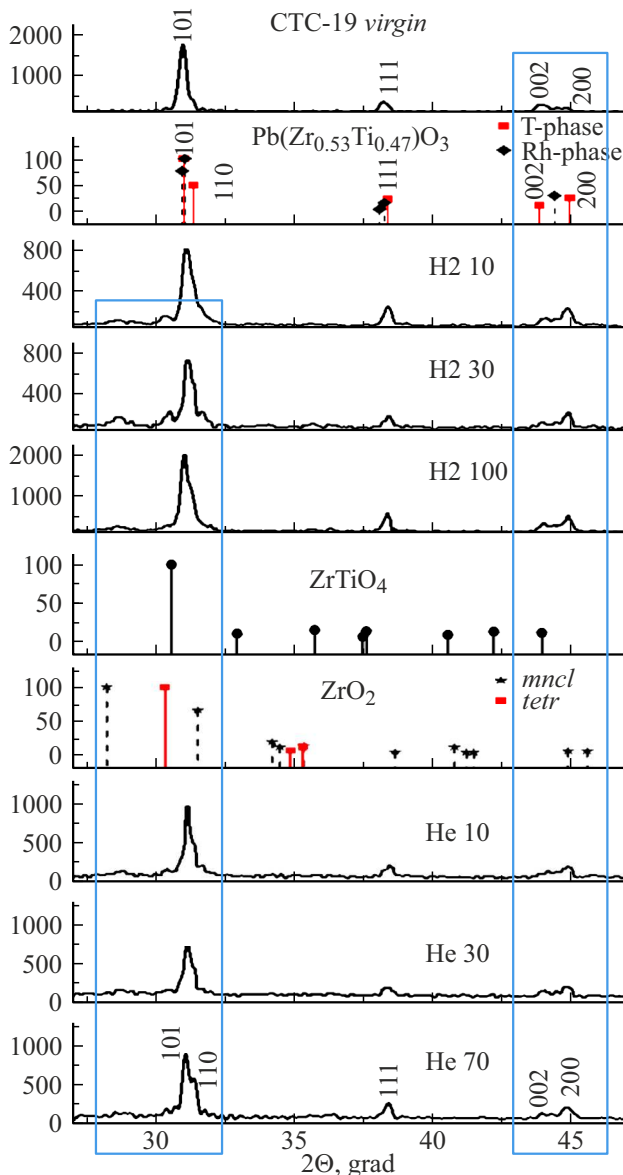 CTC-19 virgin
2000
1000
101
111
002
200
Pb(Zr0.53Ti0.47)O3
T-phase
Rh-phase
100
50
0
101
110
111
002
200
H2 10
800
400
H2 30
800
400
H2 100
2000
1000
ZrTiO4
100
50
0
ZrO2
mncl
tetr
100
50
0
He 10
1000
500
0
He 30
1000
500
0
He 70
1000
500
0
101
110
111
002
200
30 35 40 45
2Θ, grad